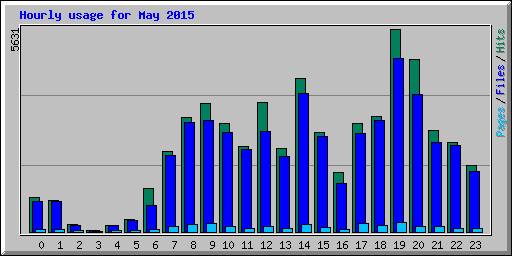 Hourly usage for May 2015
5631
Pages/Files/Hits
0 1 2 3 4 5 6 7 8 9 10 11 12 13 14 15 16 17 18 19 20 21 22 23